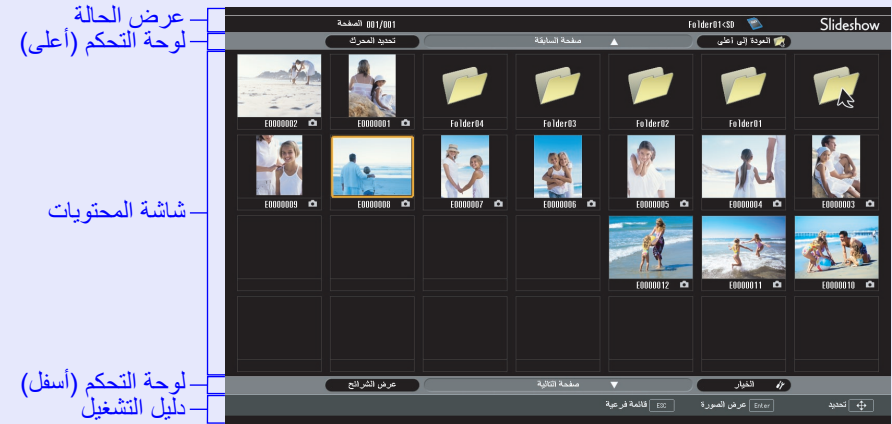 عرض الحالة
Slideshow Folder01<SD الصفحة 001/001
لوحة التحكم (أعلى)
العودة إلى أعلى ▲ صفحة السابقة تحديد المحرك
شاشة المحتويات
Folder01 Folder02 Folder03 Folder04 E0000001 E0000002
E0000003 E0000004 E0000005 E0000006 E0000007 E0000008 E0000009
E0000010 E0000011 E0000012
لوحة التحكم (أسفل)
الخيار ▼ صفحة التالية عرض الشرائح
دليل التشغيل
تحديد Enter عرض الصورة ESC قائمة فرعية